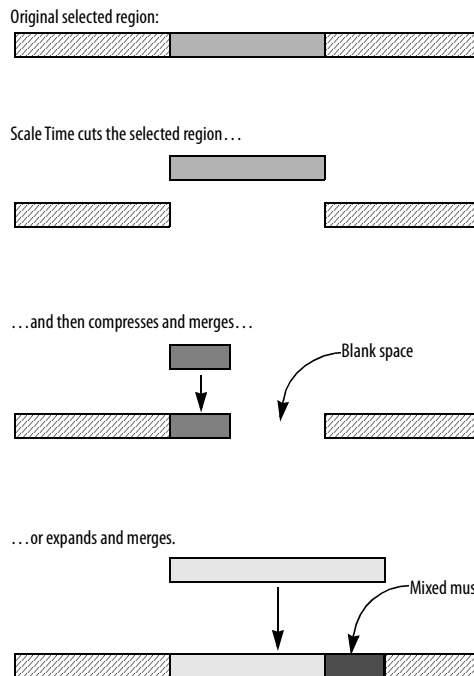 Original selected region:
Scale Time cuts the selected region…
…and then compresses and merges…
Blank space
…or expands and merges.
Mixed